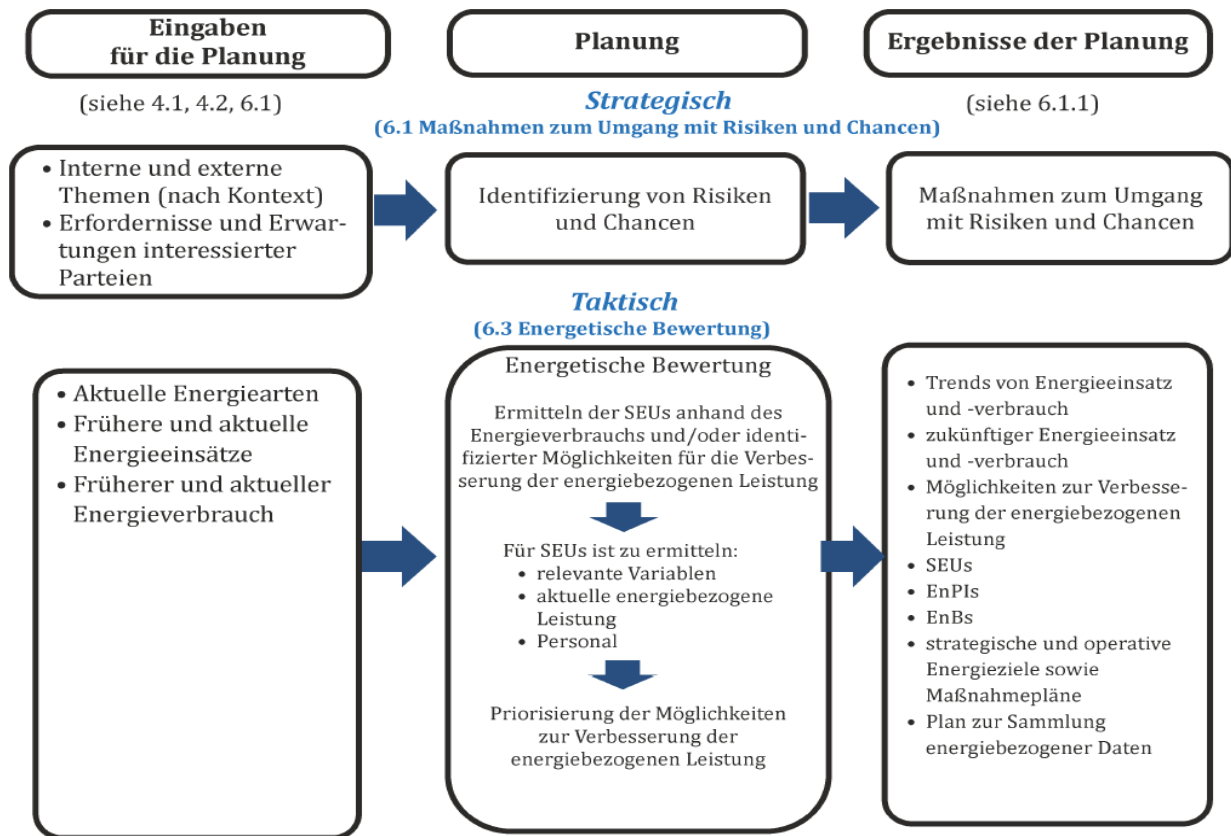 Eingaben
für die Planung
Planung
Ergebnisse der Planung
(siehe 4.1, 4.2, 6.1)
Strategisch
(6.1 Maßnahmen zum Umgang mit Risiken und Chancen)
(siehe 6.1.1)
• Interne und externe
Themen (nach Kontext)
• Erfordernisse und Erwar-
tungen interessierter
Parteien
Identifizierung von Risiken
und Chancen
Maßnahmen zum Umgang
mit Risiken und Chancen
Taktisch
(6.3 Energetische Bewertung)
• Aktuelle Energiearten
• Frühere und aktuelle
Energieeinsätze
• Früherer und aktueller
Energieverbrauch
Energetische Bewertung
Ermitteln der SEUs anhand des
Energieverbrauchs und/oder identi-
fizierter Möglichkeiten für die Verbes-
serung der energiebezogenen Leistung
Für SEUs ist zu ermitteln:
• relevante Variablen
• aktuelle energiebezogene
Leistung
• Personal
Priorisierung der Möglichkeiten
zur Verbesserung der
energiebezogenen Leistung
• Trends von Energieeinsatz
und -verbrauch
• zukünftiger Energieeinsatz
und -verbrauch
• Möglichkeiten zur Verbesse-
rung der energiebezogenen
Leistung
• SEUs
• EnPIs
• EnBs
• strategische und operative
Energieziele sowie
Maßnahmepläne
• Plan zur Sammlung
energiebezogener Daten